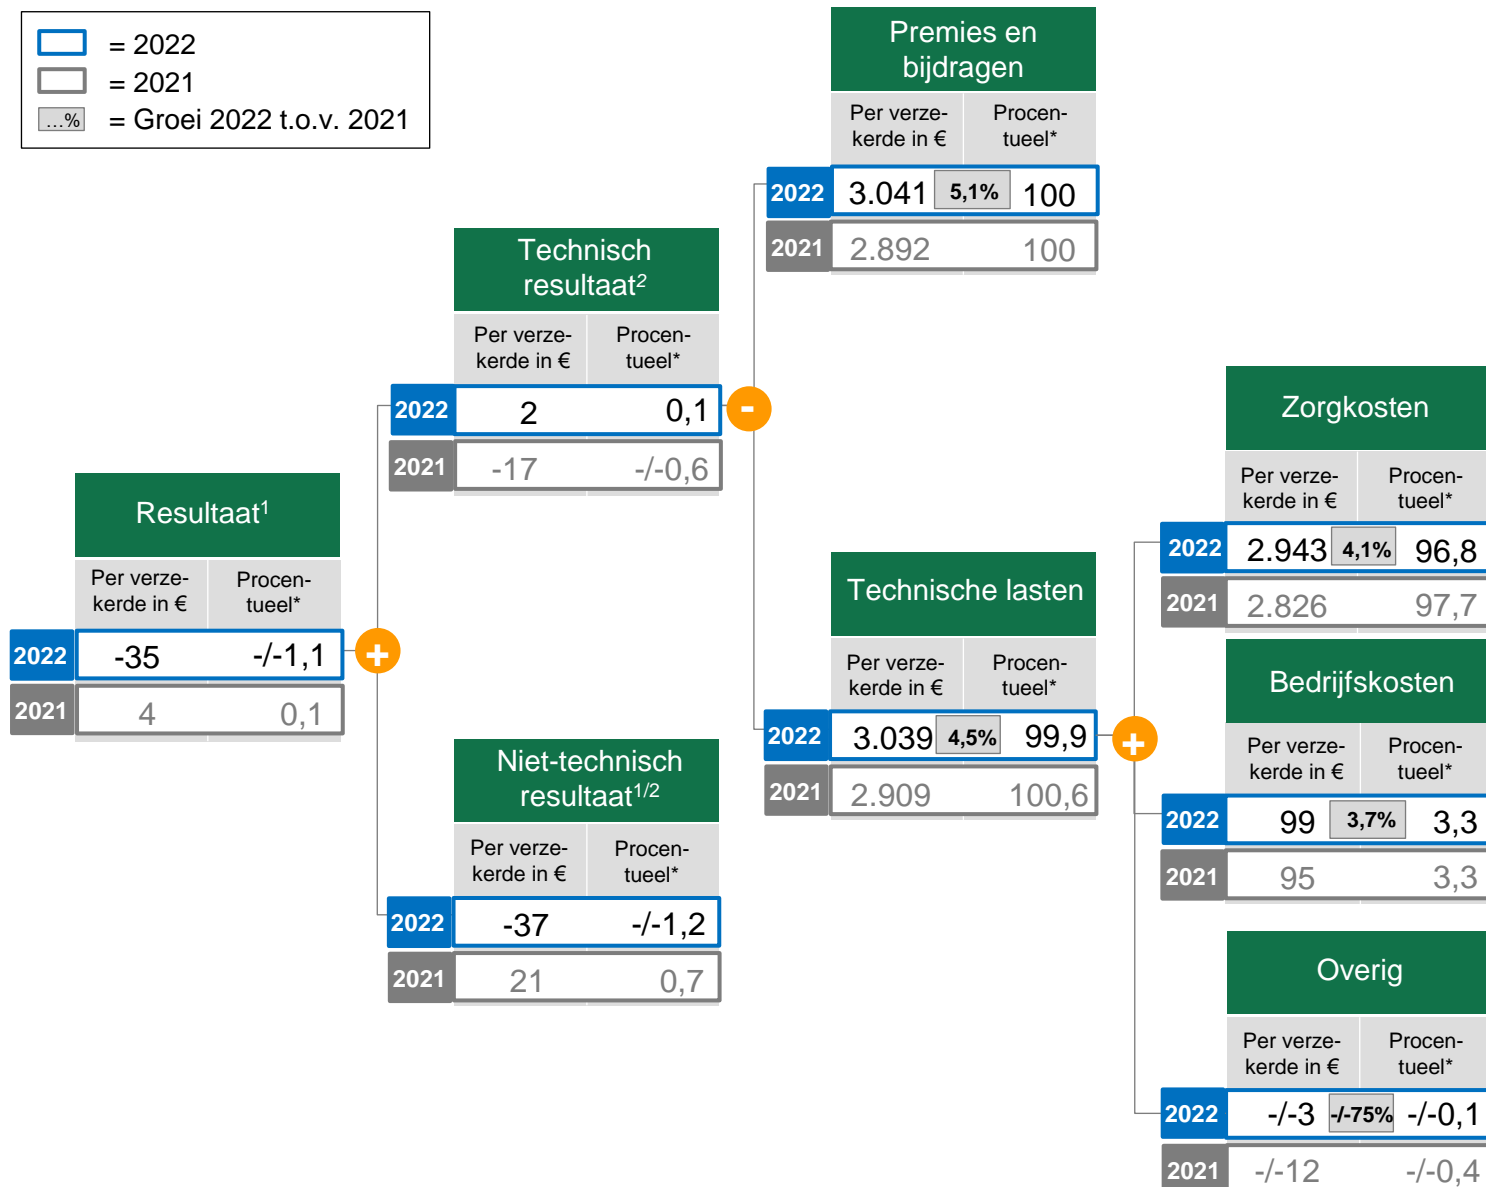 = 2022
= 2021
...% = Groei 2022 t.o.v. 2021
Premies en
bijdragen
Per verze-
kerde in €
Procen-
tueel*
2022 3.041 5,1% 100
2021 2.892 100
Technisch
resultaat²
Per verze-
kerde in €
Procen-
tueel*
2022 2 0,1
-
2021 -17 -/-0,6
Resultaat¹
Per verze-
kerde in €
Procen-
tueel*
2022 -35 -/-1,1
+
2021 4 0,1
Niet-technisch
resultaat¹/²
Per verze-
kerde in €
Procen-
tueel*
2022 -37 -/-1,2
2021 21 0,7
Technische lasten
Per verze-
kerde in €
Procen-
tueel*
2022 3.039 4,5% 99,9
+
2021 2.909 100,6
Zorgkosten
Per verze-
kerde in €
Procen-
tueel*
2022 2.943 4,1% 96,8
2021 2.826 97,7
Bedrijfskosten
Per verze-
kerde in €
Procen-
tueel*
2022 99 3,7% 3,3
2021 95 3,3
Overig
Per verze-
kerde in €
Procen-
tueel*
2022 -/-3 -/-75% -/-0,1
2021 -/-12 -/-0,4